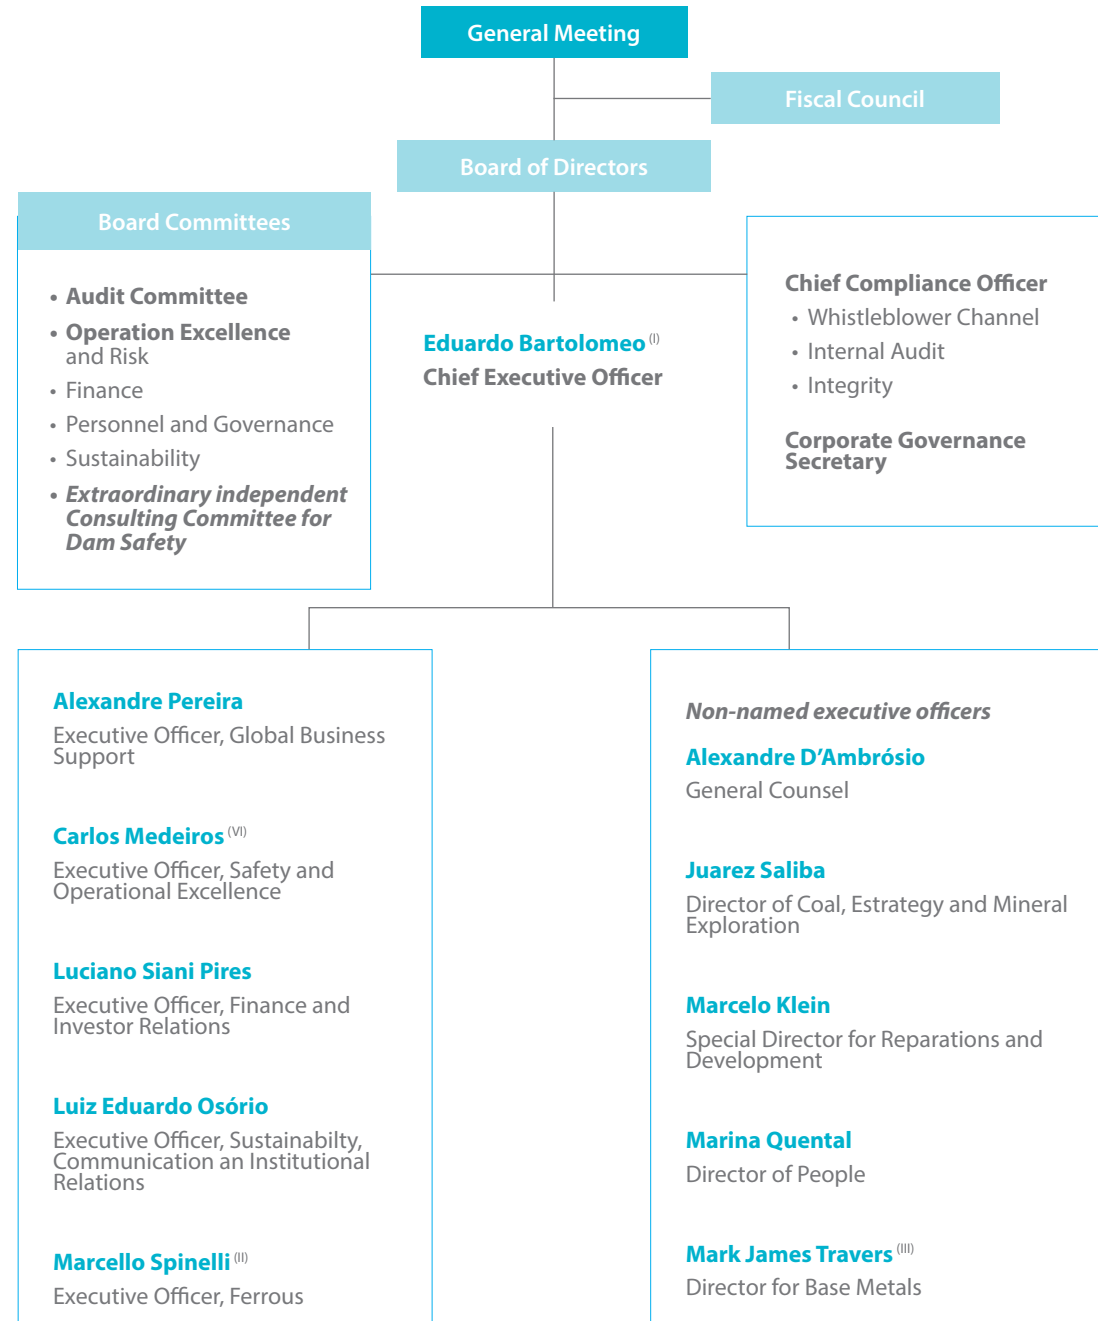 General Meeting
Fiscal Council
Board of Directors
Board Committees
• Audit Committee
• Operation Excellence
and Risk
• Finance
• Personnel and Governance
• Sustainability
• Extraordinary independent
Consulting Committee for
Dam Safety
Eduardo Bartolomeo (I)
Chief Executive Officer
Chief Compliance Officer
• Whistleblower Channel
• Internal Audit
• Integrity
Corporate Governance
Secretary
Alexandre Pereira
Executive Officer, Global Business
Support
Carlos Medeiros (VI)
Executive Officer, Safety and
Operational Excellence
Luciano Siani Pires
Executive Officer, Finance and
Investor Relations
Luiz Eduardo Osório
Executive Officer, Sustainabilty,
Communication an Institutional
Relations
Marcello Spinelli (II)
Executive Officer, Ferrous
Non-named executive officers
Alexandre D’Ambrósio
General Counsel
Juarez Saliba
Director of Coal, Estrategy and Mineral
Exploration
Marcelo Klein
Special Director for Reparations and
Development
Marina Quental
Director of People
Mark James Travers (III)
Director for Base Metals